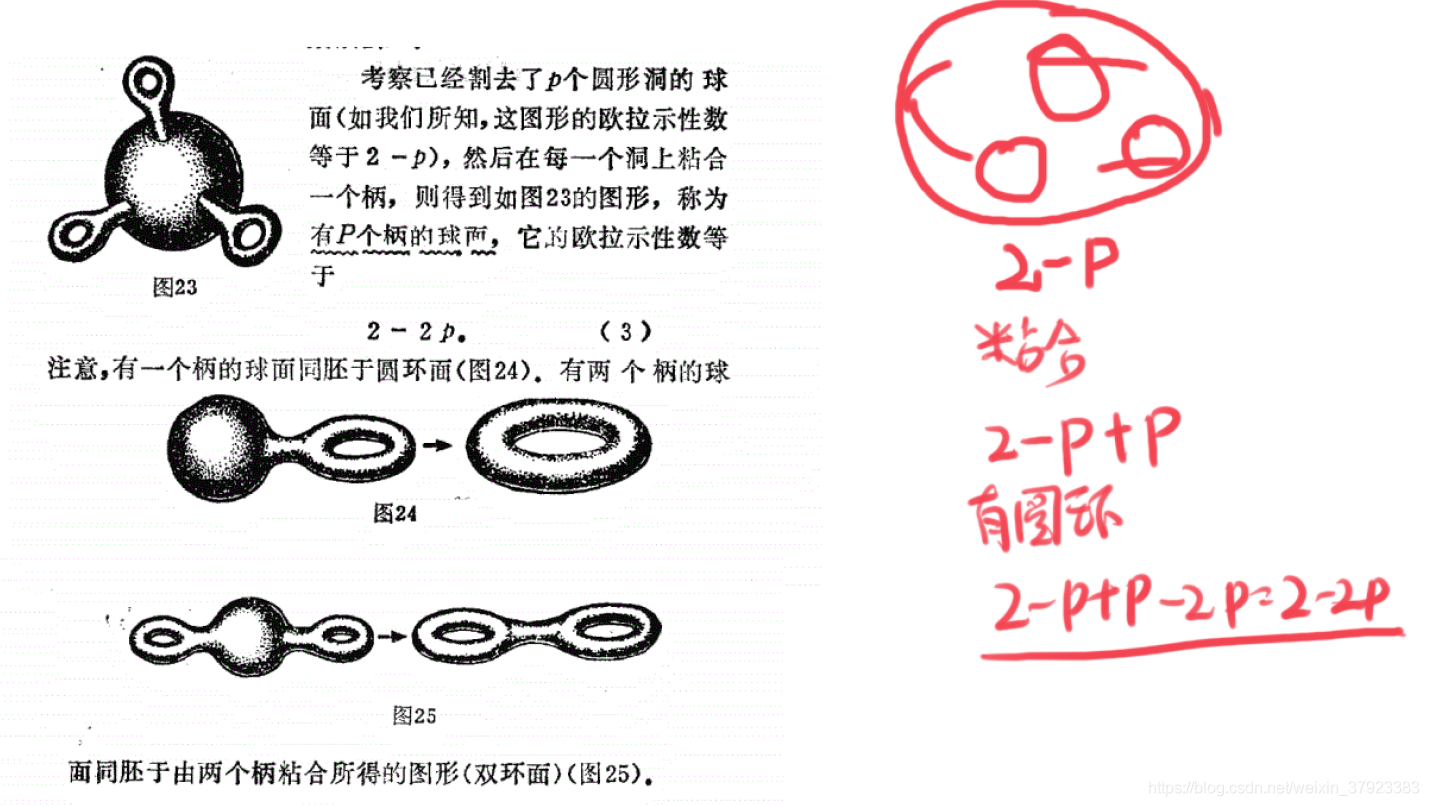 考察已经割去了p个圆形洞的球
面(如我们所知,这图形的欧拉示性数
等于2-p),然后在每一个洞上粘合
一个柄,则得到如图23的图形,称为
有P个柄的球面,它的欧拉示性数等
于
图23
2-2p。 (3)
注意,有一个柄的球面同胚于圆环面(图24).有两个柄的球
图24
图25
面同胚于由两个柄粘合所得的图形(双环面)(图25).
2-P
粘合
2-P+P
有圆环
2-P+P-2P=2-2P
https://blog.csdn.net/weixin_37923383